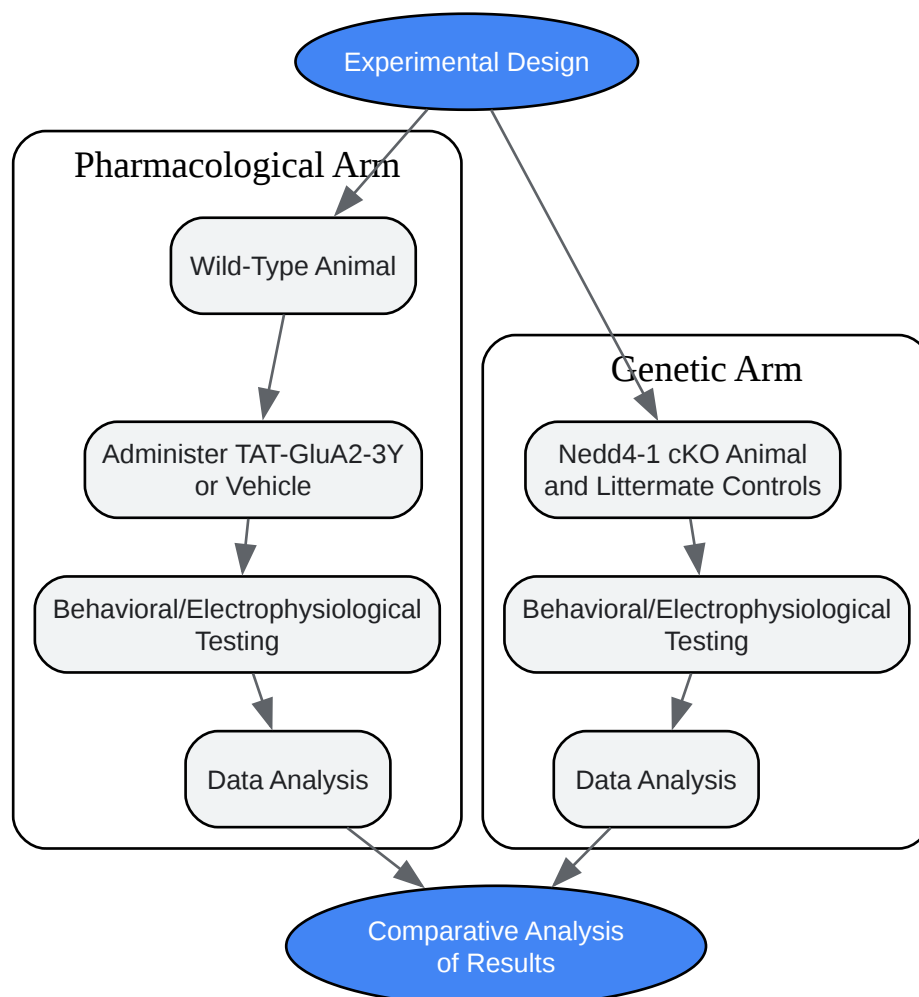 Experimental Design
Pharmacological Arm
Wild-Type Animal
Administer TAT-GluA2-3Y
or Vehicle
Behavioral/Electrophysiological
Testing
Data Analysis
Genetic Arm
Nedd4-1 cKO Animal
and Littermate Controls
Behavioral/Electrophysiological
Testing
Data Analysis
Comparative Analysis
of Results